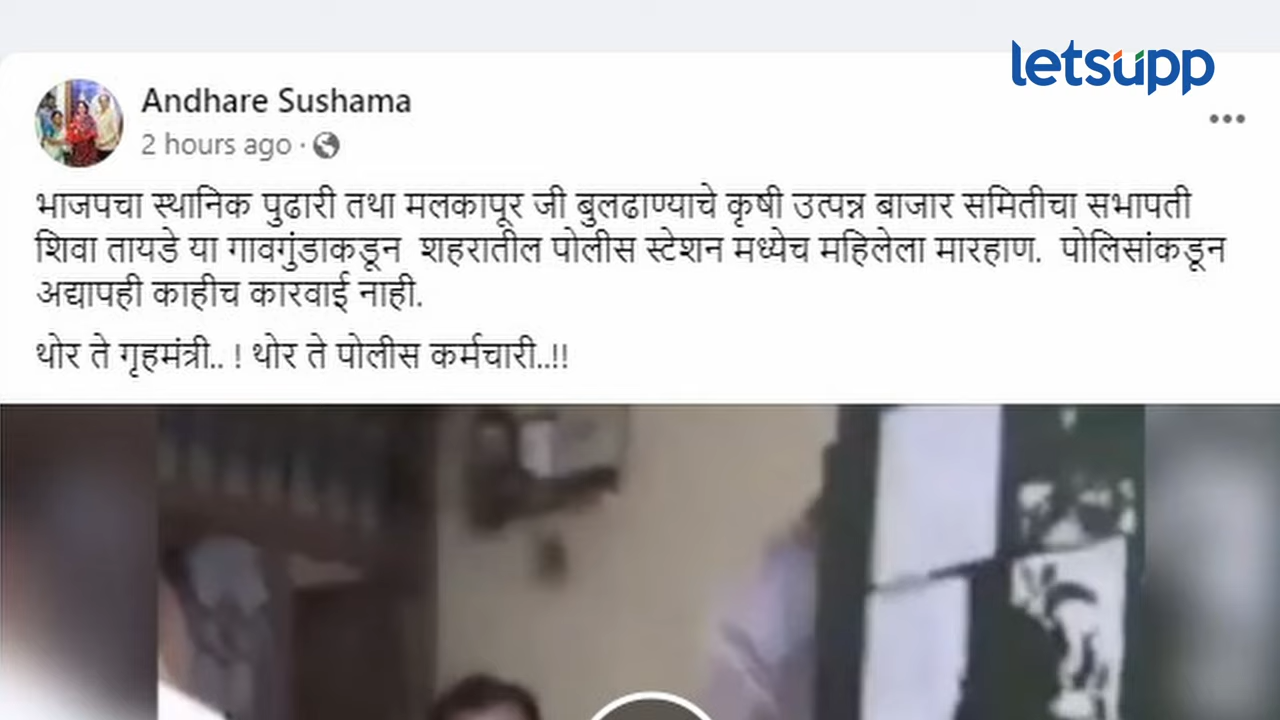 letsupp
Andhare Sushama
2 hours ago ·
भाजपचा स्थानिक पुढारी तथा मलकापूर जी बुलढाण्याचे कृषी उत्पन्न बाजार समितीचा सभापती
शिवा तायडे या गावगुंडाकडून शहरातील पोलीस स्टेशन मध्येच महिलेला मारहाण. पोलिसांकडून
अद्यापही काहीच कारवाई नाही.
थोर ते गृहमंत्री.. ! थोर ते पोलीस कर्मचारी..!!